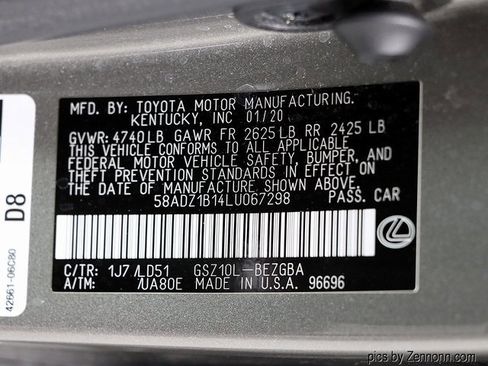 MFD. BY: TOYOTA MOTOR MANUFACTURING.
KENTUCKY, INC 01/20
GVWR: 4740LB GAWR FR 2625LB RR 2425 LB
THIS VEHICLE CONFORMS TO ALL APPLICABLE
FEDERAL MOTOR VEHICLE SAFETY, BUMPER, AND
THEFT PREVENTION STANDARDS IN EFFECT ON
THE DATE OF MANUFACTURE SHOWN ABOVE.
58ADZ1B14LU067298 PASS. CAR
C/TR: 1J7 /LD51 GSZ10L-BEZGBA
A/TM: /UA80E MADE IN U.S.A. 96696
D8
42661-06C80
pics by Zennonn.com